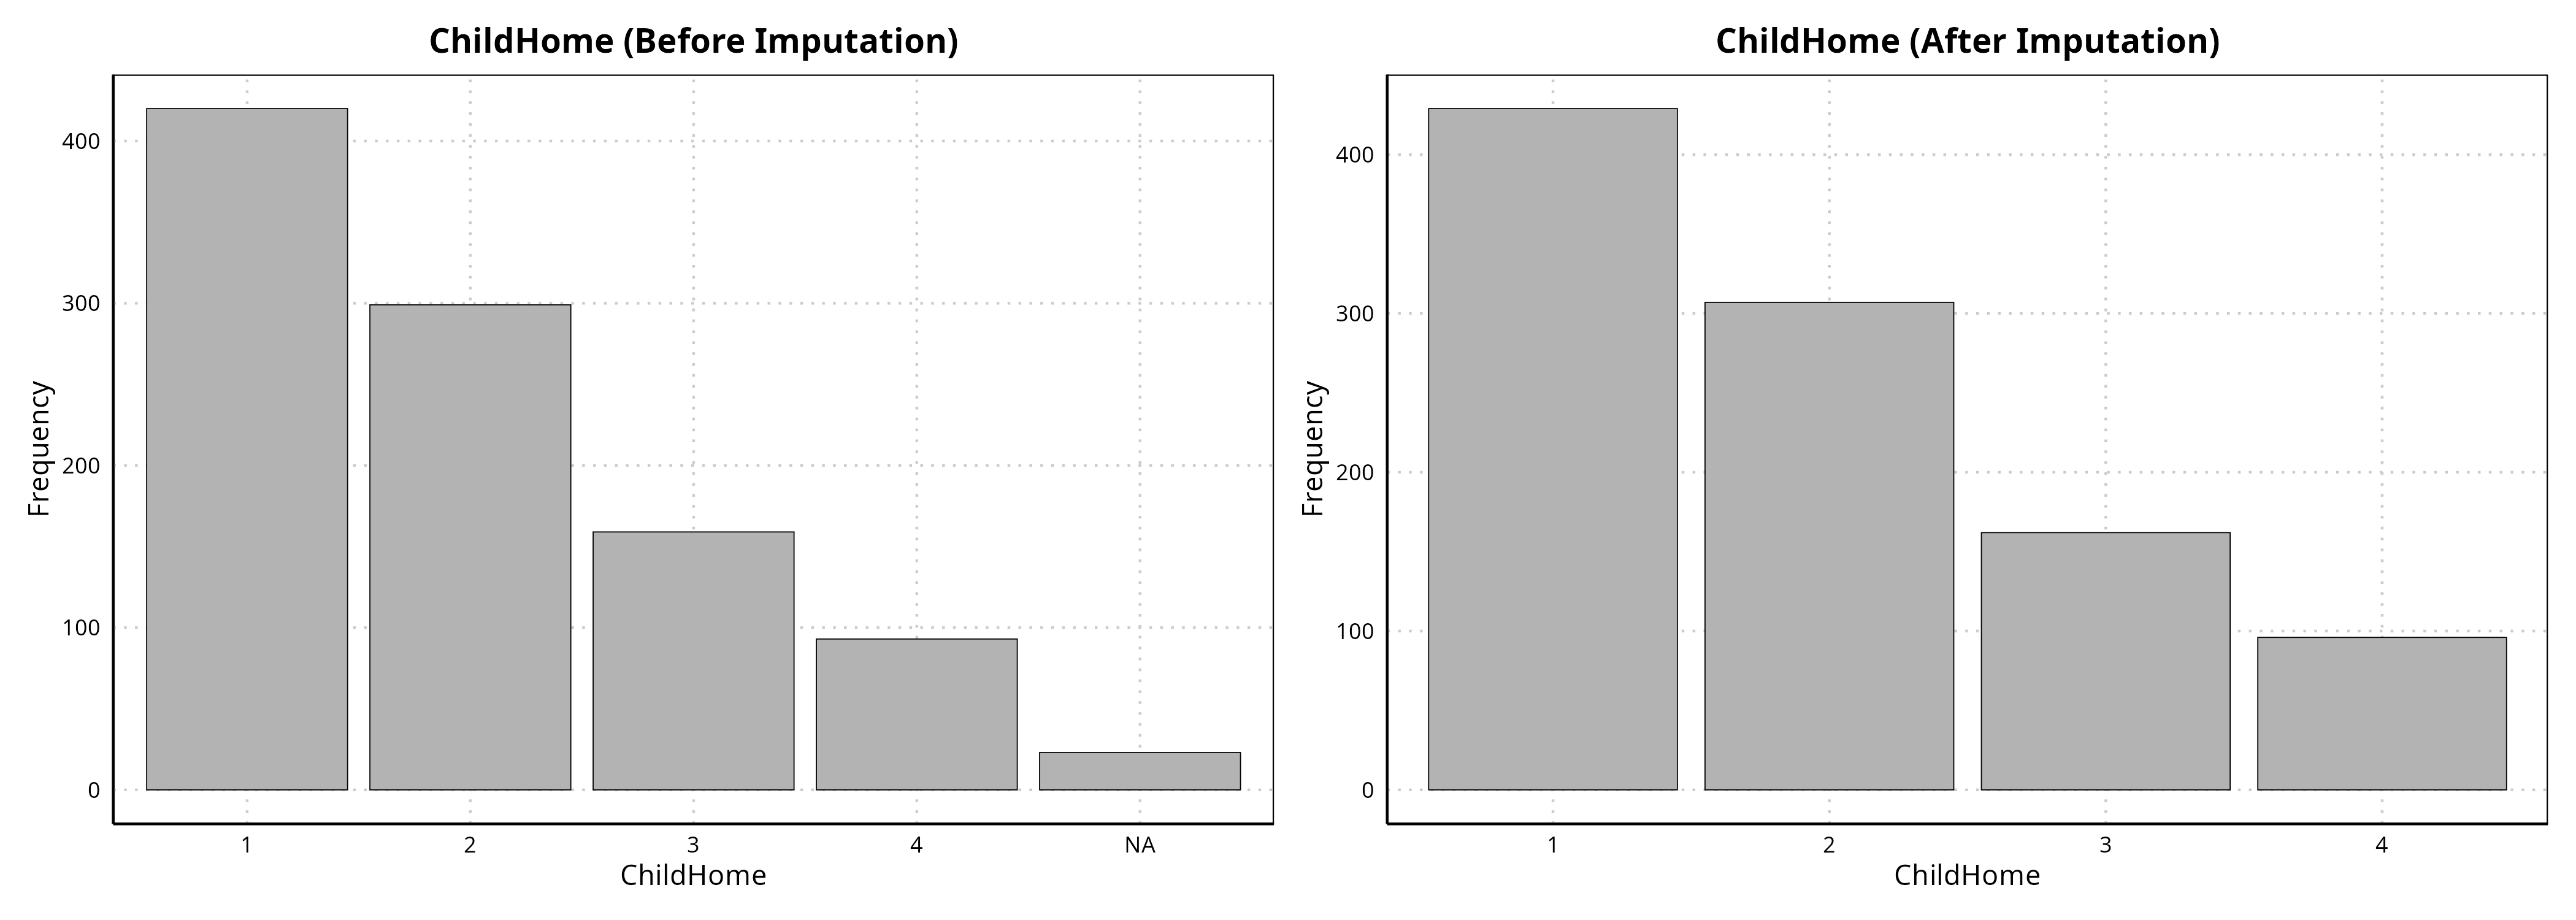 ChildHome (Before Imputation)
Frequency
400
300
200
100
0
1 2 3 4 NA
ChildHome
ChildHome (After Imputation)
Frequency
400
300
200
100
0
1 2 3 4
ChildHome